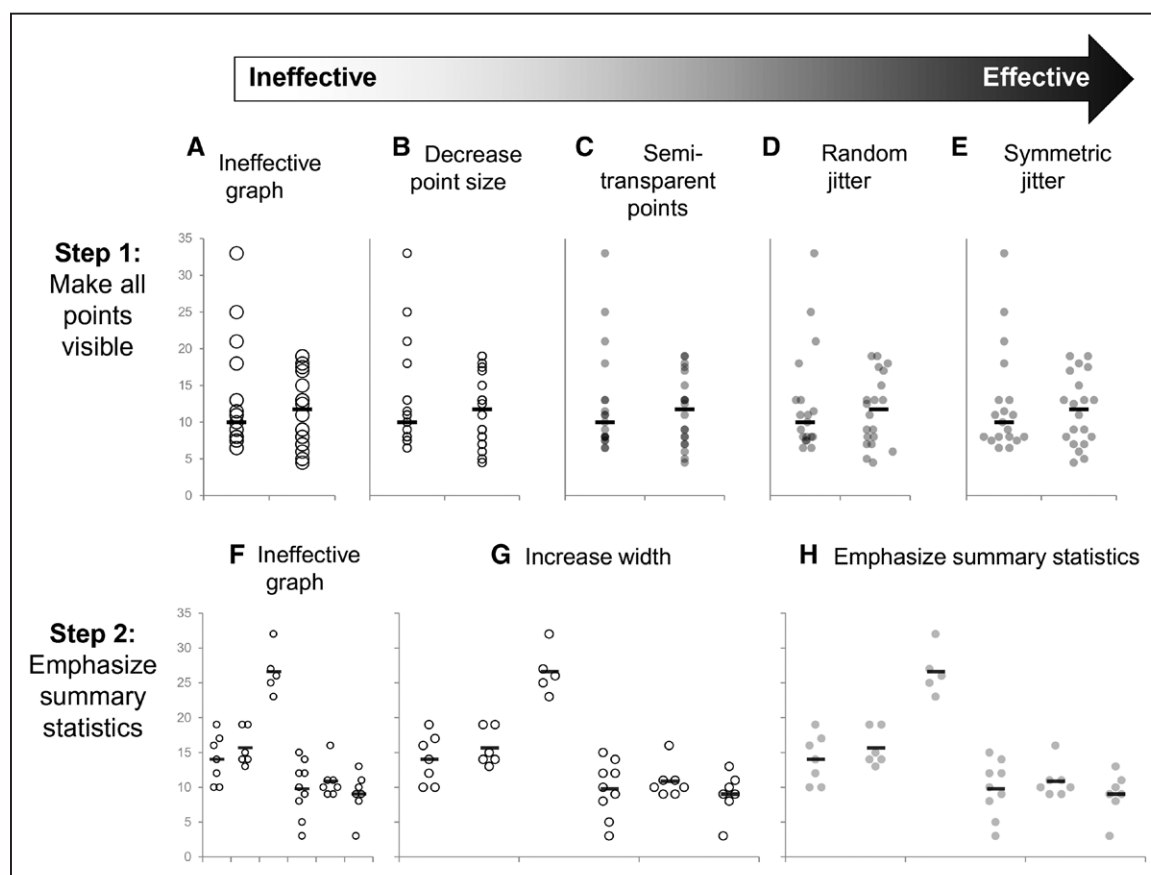 Ineffective Effective
A Ineffective
graph
B Decrease
point size
C Semi-
transparent
points
D Random
jitter
E Symmetric
jitter
Step 1:
Make all
points
visible
35
30
25
20
15
10
5
0
F Ineffective
graph
G Increase width
H Emphasize summary statistics
Step 2:
Emphasize
summary
statistics
35
30
25
20
15
10
5
0